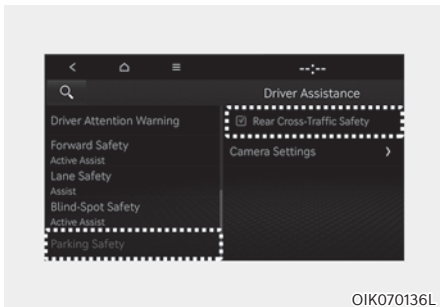 --:--
Driver Assistance
Driver Attention Warning
Forward Safety
Active Assist
Lane Safety
Assist
Blind-Spot Safety
Active Assist
Parking Safety
Rear Cross-Traffic Safety
Camera Settings
OIK070136L